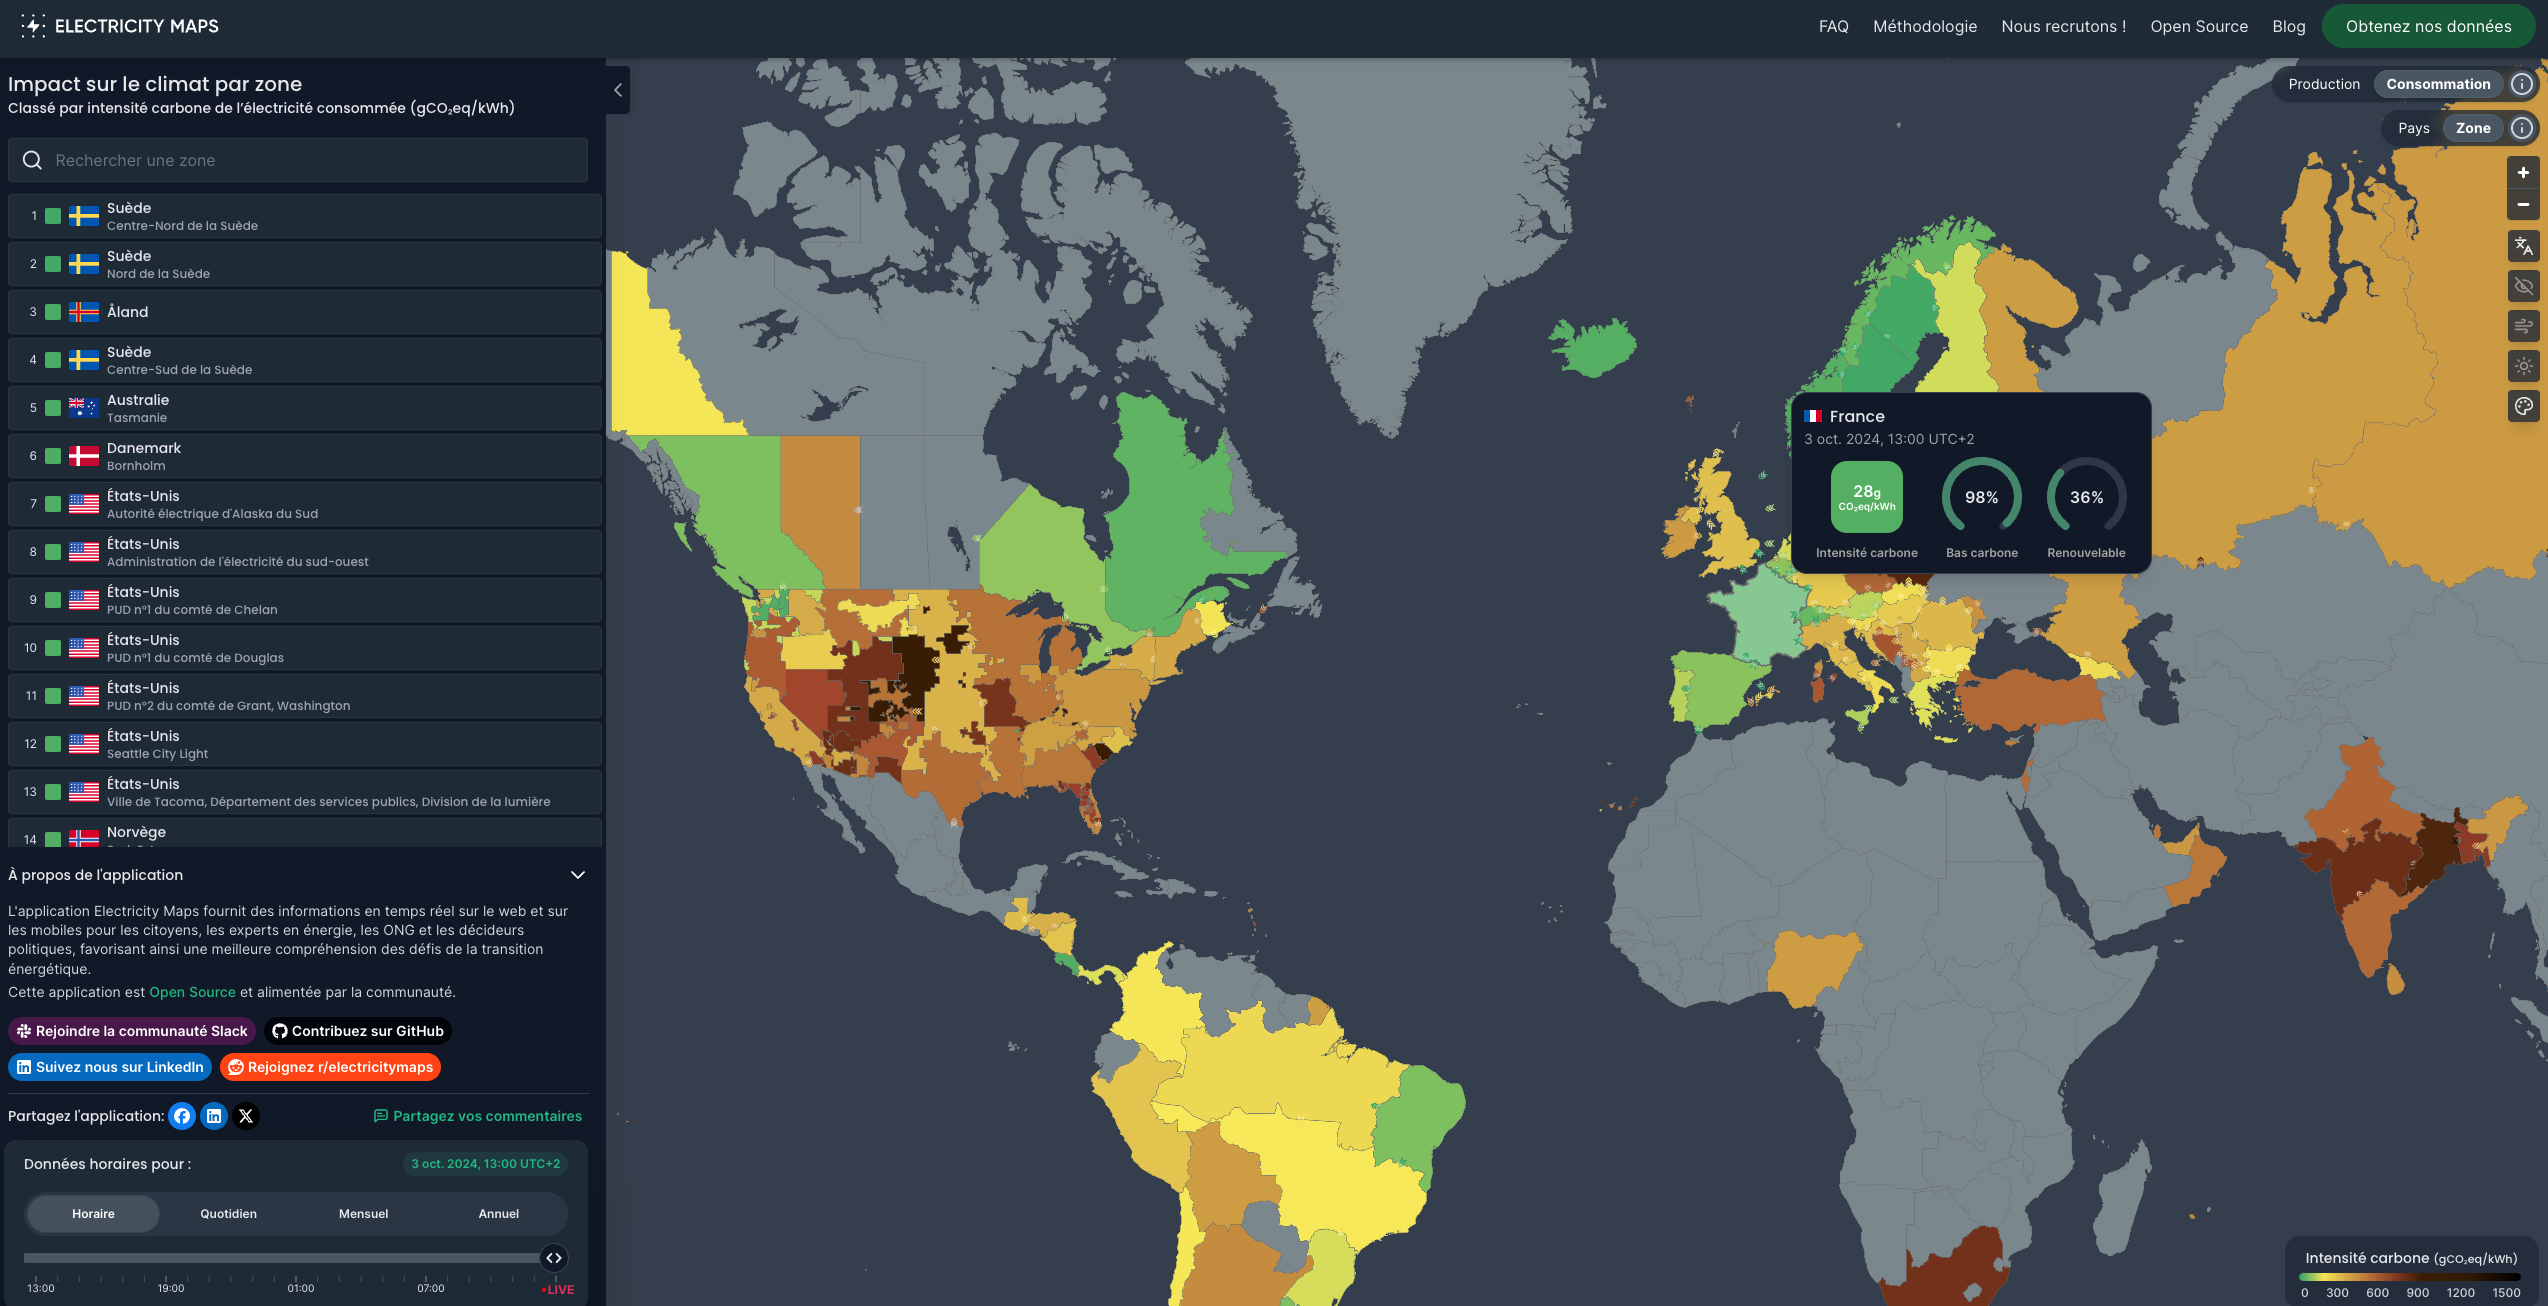 ELECTRICITY MAPS
FAQ
Méthodologie
Nous recrutons !
Open Source
Blog
Obtenez nos données
Impact sur le climat par zone
Classé par intensité carbone de l’électricité consommée (gCO₂eq/kWh)
Rechercher une zone
1
Suède
Centre-Nord de la Suède
2
Suède
Nord de la Suède
3
Åland
4
Suède
Centre-Sud de la Suède
5
Australie
Tasmanie
6
Danemark
Bornholm
7
États-Unis
Autorité électrique d'Alaska du Sud
8
États-Unis
Administration de l'électricité du sud-ouest
9
États-Unis
PUD n°1 du comté de Chelan
10
États-Unis
PUD n°1 du comté de Douglas
11
États-Unis
PUD n°2 du comté de Grant, Washington
12
États-Unis
Seattle City Light
13
États-Unis
Ville de Tacoma, Département des services publics, Division de la lumière
14
Norvège
À propos de l'application
L'application Electricity Maps fournit des informations en temps réel sur le web et sur
les mobiles pour les citoyens, les experts en énergie, les ONG et les décideurs
politiques, favorisant ainsi une meilleure compréhension des défis de la transition
énergétique.
Cette application est Open Source et alimentée par la communauté.
Rejoindre la communauté Slack
Contribuez sur GitHub
Suivez nous sur LinkedIn
Rejoignez r/electricitymaps
Partagez l'application:
Partagez vos commentaires
Données horaires pour :
3 oct. 2024, 13:00 UTC+2
Horaire
Quotidien
Mensuel
Annuel
13:00
19:00
01:00
07:00
•LIVE
Production
Consommation
Pays
Zone
France
3 oct. 2024, 13:00 UTC+2
28g
CO₂eq/kWh
98%
36%
Intensité carbone
Bas carbone
Renouvelable
Intensité carbone (gCO₂eq/kWh)
0 300 600 900 1200 1500